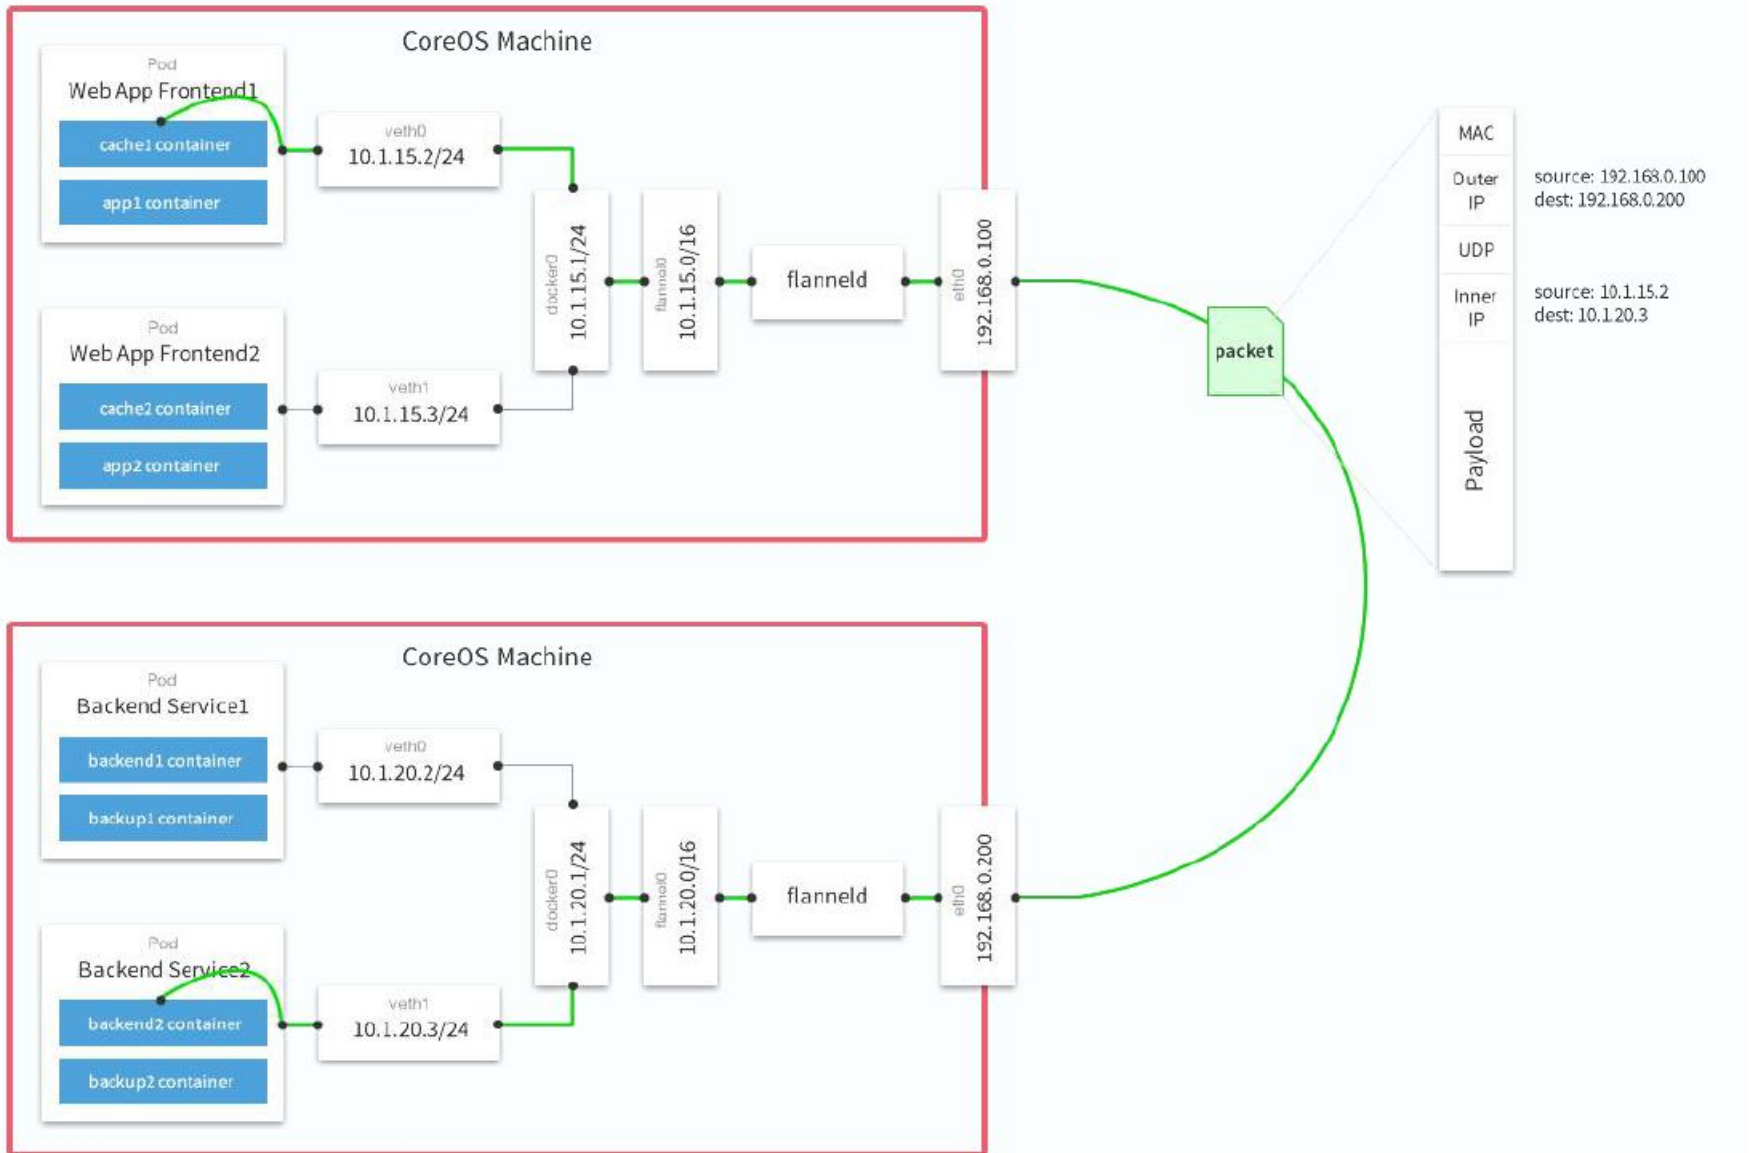 CoreOS Machine
Pod
Web App Frontend1
cache1 container
app1 container
veth0
10.1.15.2/24
Pod
Web App Frontend2
cache2 container
app2 container
veth1
10.1.15.3/24
docker0
10.1.15.1/24
flannel0
10.1.15.0/16
flanneld
eth0
192.168.0.100
packet
MAC
Outer
IP
source: 192.168.0.100
dest: 192.168.0.200
UDP
Inner
IP
source: 10.1.15.2
dest: 10.1.20.3
Payload
CoreOS Machine
Pod
Backend Service1
backend1 container
backup1 container
veth0
10.1.20.2/24
Pod
Backend Service2
backend2 container
backup2 container
veth1
10.1.20.3/24
docker0
10.1.20.1/24
flannel0
10.1.20.0/16
flanneld
eth0
192.168.0.200